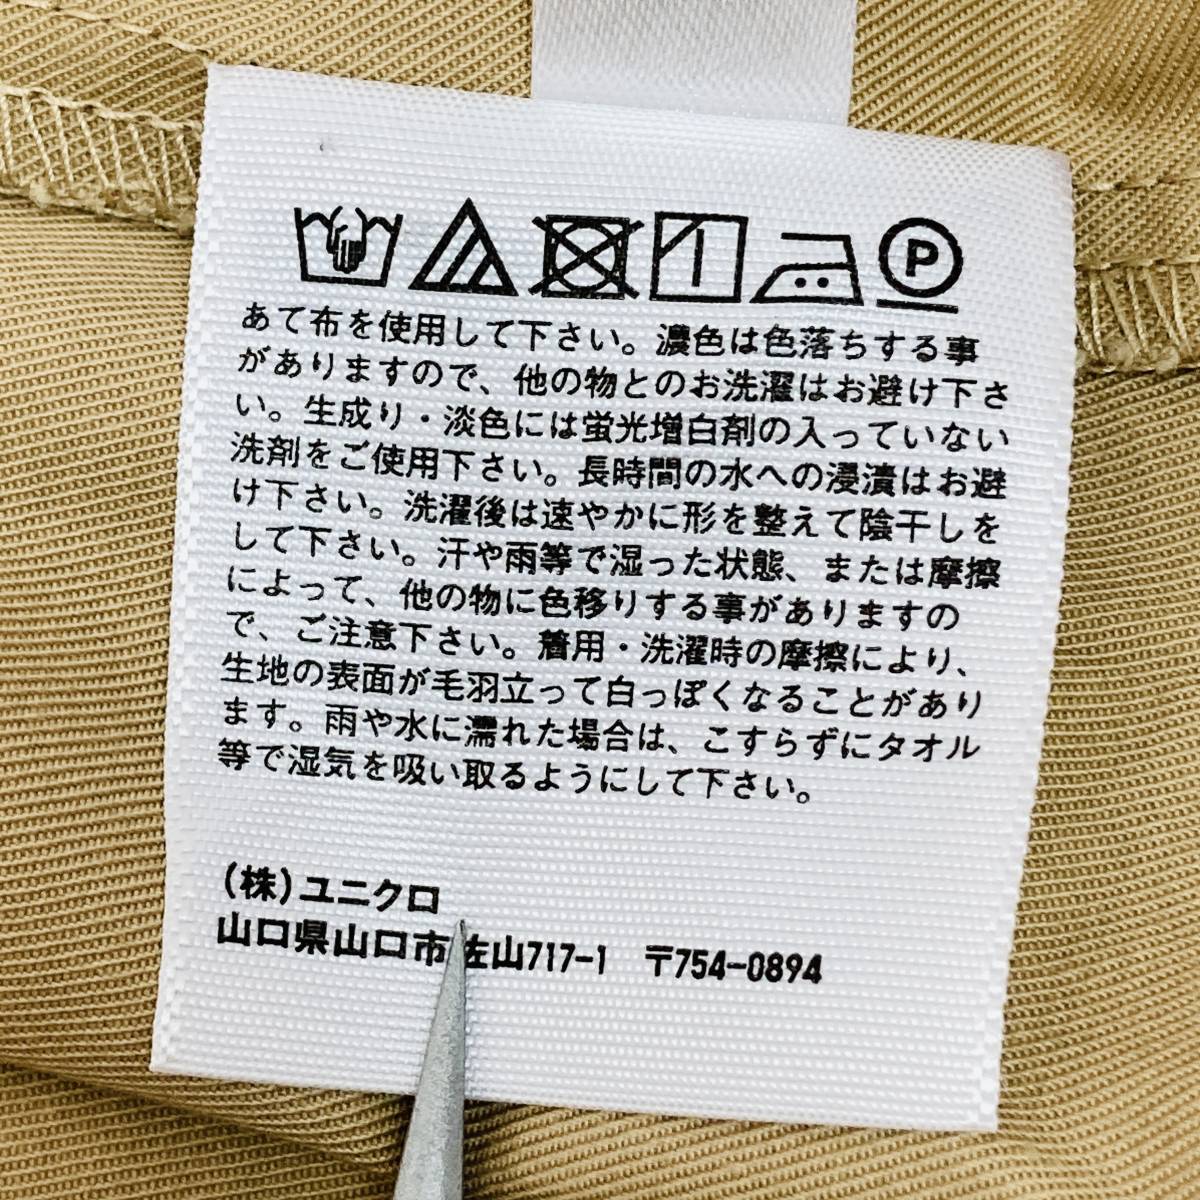 P
あて布を使用して下さい。濃色は色落ちする事
がありますので、他の物とのお洗濯はお避け下さ
い。生成り・淡色には蛍光増白剤の入っていない
洗剤をご使用下さい。長時間の水への浸漬はお避
け下さい。洗濯後は速やかに形を整えて陰干しを
して下さい。汗や雨等で湿った状態、または摩擦
によって、他の物に色移りする事がありますの
で、ご注意下さい。着用・洗濯時の摩擦により、
生地の表面が毛羽立って白っぽくなることがあり
ます。雨や水に濡れた場合は、こすらずにタオル
等で湿気を吸い取るようにして下さい。
(株)ユニクロ
山口県山口市佐山717-1 〒754-0894